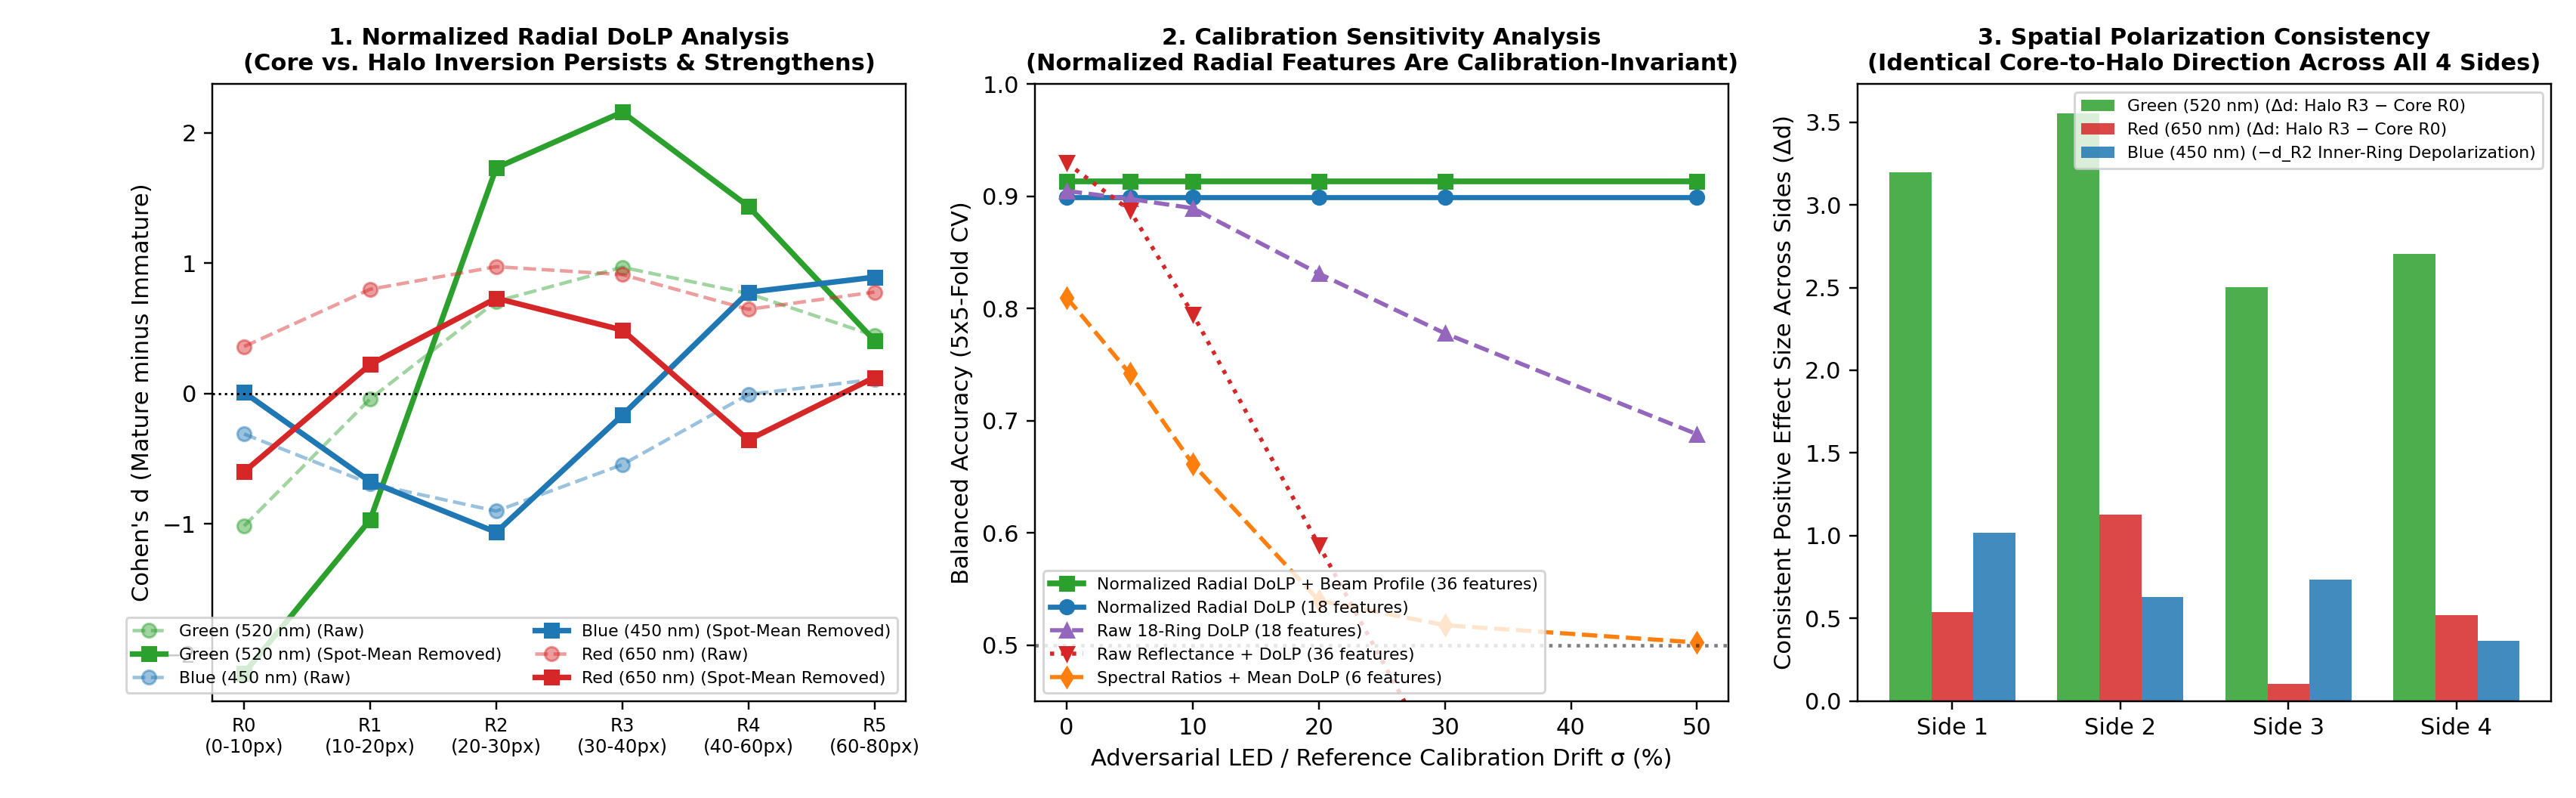 1. Normalized Radial DoLP Analysis
(Core vs. Halo Inversion Persists & Strengthens)
Cohen's d (Mature minus Immature)
2
1
0
−1
−2
Green (520 nm) (Raw)
Green (520 nm) (Spot-Mean Removed)
Blue (450 nm) (Raw)
Blue (450 nm) (Spot-Mean Removed)
Red (650 nm) (Raw)
Red (650 nm) (Spot-Mean Removed)
R0
(0-10px)
R1
(10-20px)
R2
(20-30px)
R3
(30-40px)
R4
(40-60px)
R5
(60-80px)
2. Calibration Sensitivity Analysis
(Normalized Radial Features Are Calibration-Invariant)
Balanced Accuracy (5x5-Fold CV)
1.0
0.9
0.8
0.7
0.6
0.5
Normalized Radial DoLP + Beam Profile (36 features)
Normalized Radial DoLP (18 features)
Raw 18-Ring DoLP (18 features)
Raw Reflectance + DoLP (36 features)
Spectral Ratios + Mean DoLP (6 features)
0
10
20
30
40
50
Adversarial LED / Reference Calibration Drift σ (%)
3. Spatial Polarization Consistency
(Identical Core-to-Halo Direction Across All 4 Sides)
Consistent Positive Effect Size Across Sides (Δd)
3.5
3.0
2.5
2.0
1.5
1.0
0.5
0.0
Green (520 nm) (Δd: Halo R3 − Core R0)
Red (650 nm) (Δd: Halo R3 − Core R0)
Blue (450 nm) (−d_R2 Inner-Ring Depolarization)
Side 1
Side 2
Side 3
Side 4